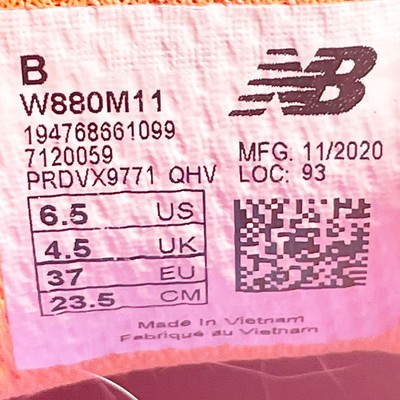 B
NB
W880M11
194768661099
7120059
MFG. 11/2020
PRDVX9771 QHV
LOC: 93
6.5 US
4.5 UK
37 EU
23.5 CM
Made In Vietnam
Fabriqué au Vietnam